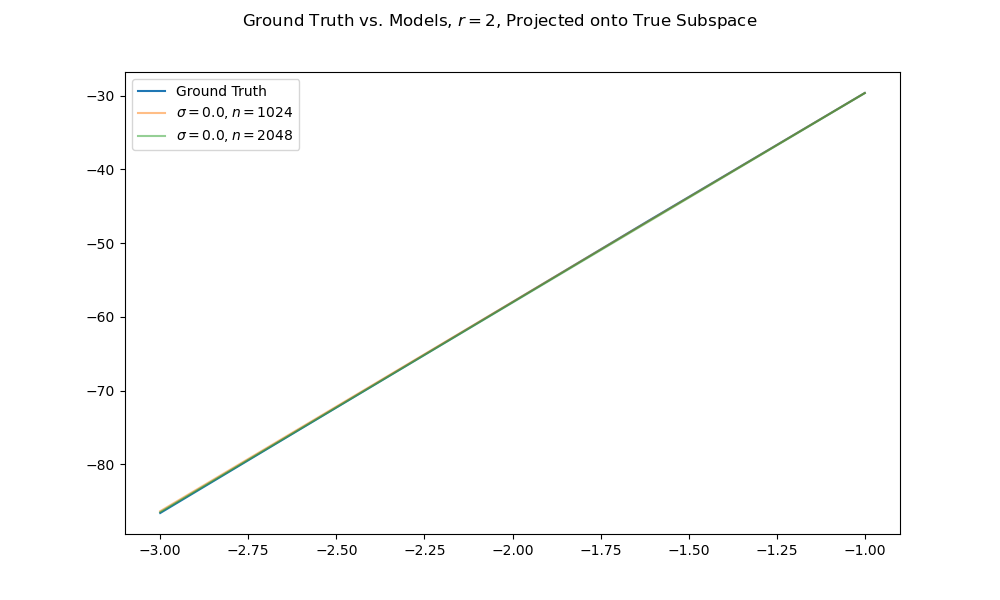 Ground Truth vs. Models, r = 2, Projected onto True Subspace
Ground Truth
σ = 0.0, n = 1024
σ = 0.0, n = 2048
−30
−40
−50
−60
−70
−80
−3.00 −2.75 −2.50 −2.25 −2.00 −1.75 −1.50 −1.25 −1.00